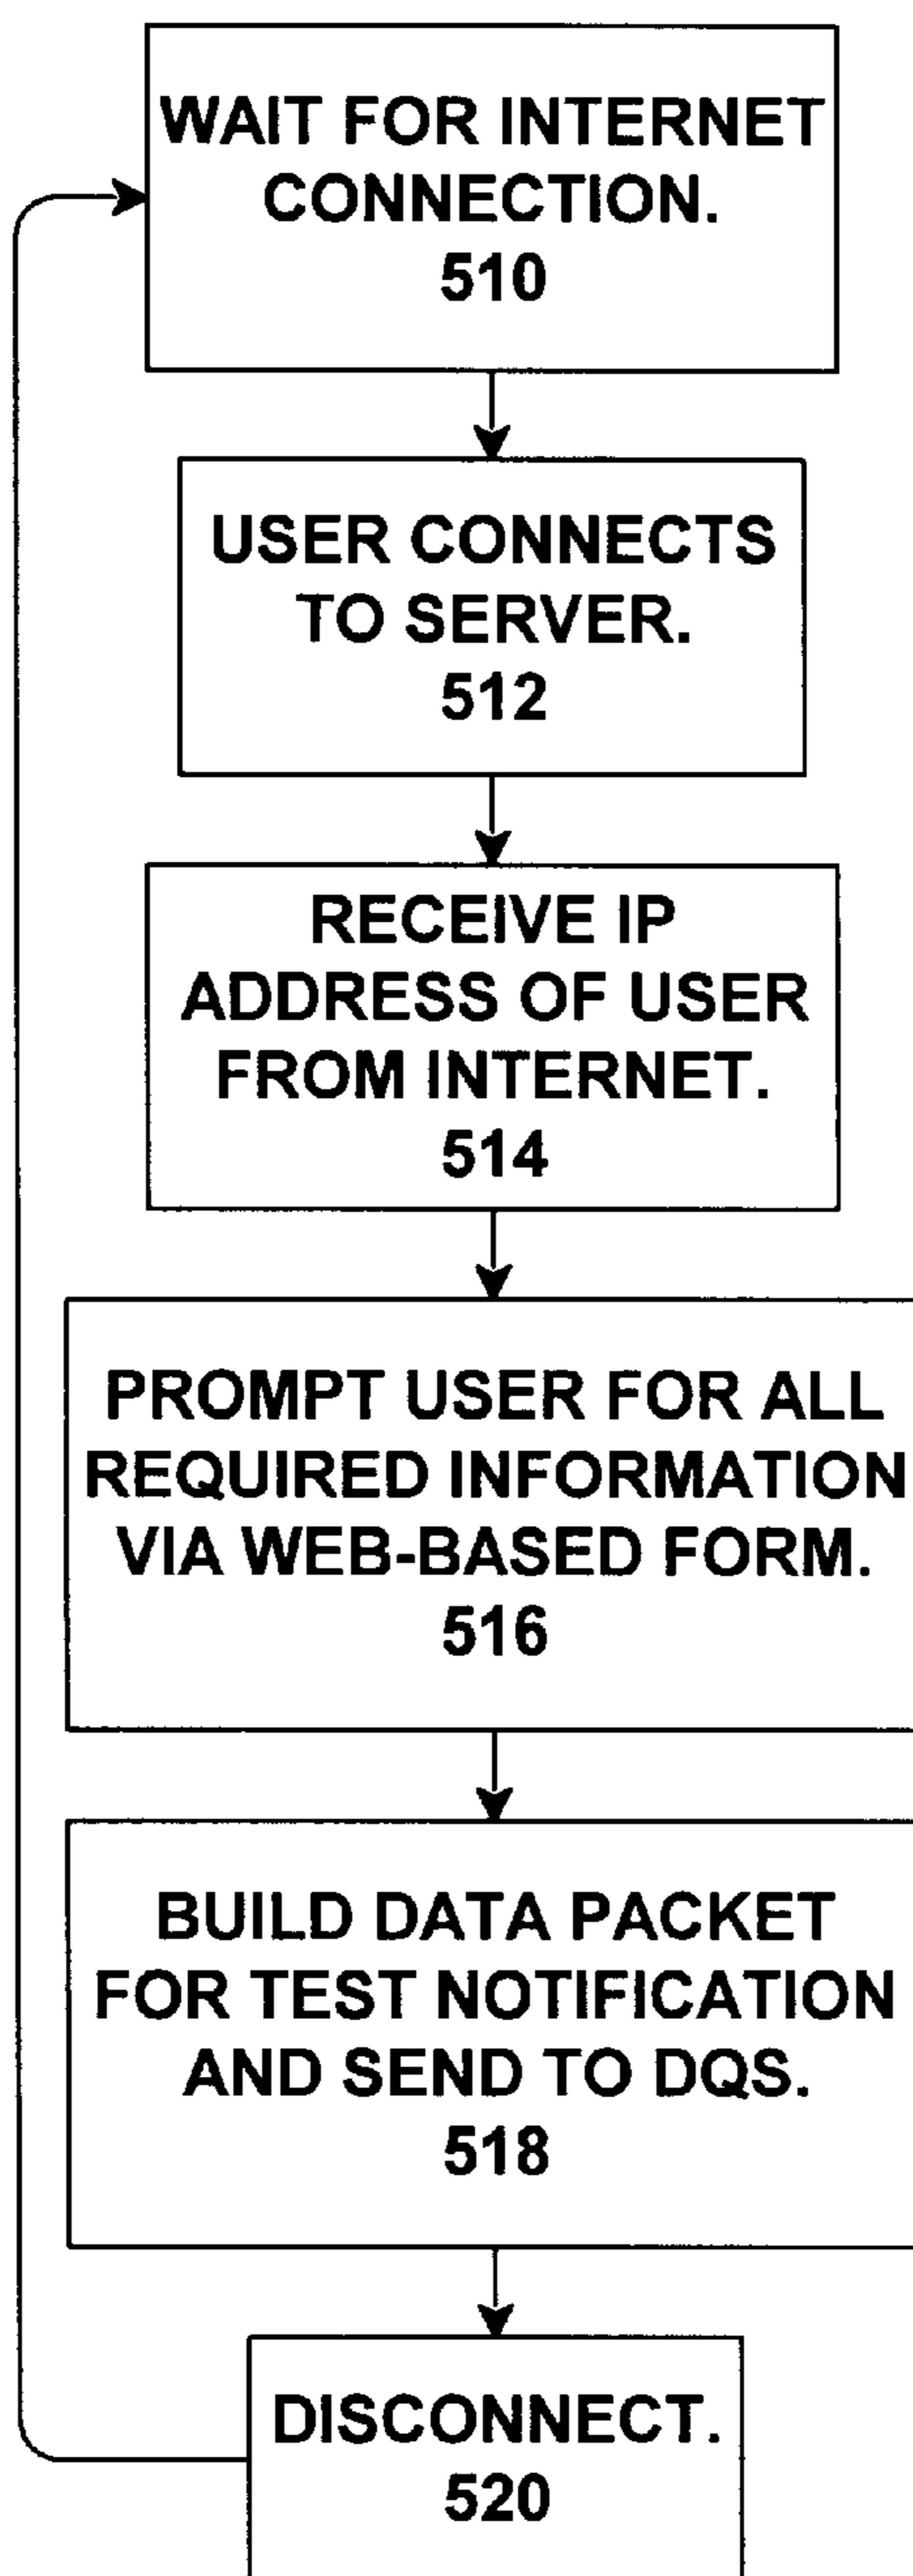 WAIT FOR INTERNET
CONNECTION.
510
USER CONNECTS
TO SERVER.
512
RECEIVE IP
ADDRESS OF USER
FROM INTERNET.
514
PROMPT USER FOR ALL
REQUIRED INFORMATION
VIA WEB-BASED FORM.
516
BUILD DATA PACKET
FOR TEST NOTIFICATION
AND SEND TO DQS.
518
DISCONNECT.
520